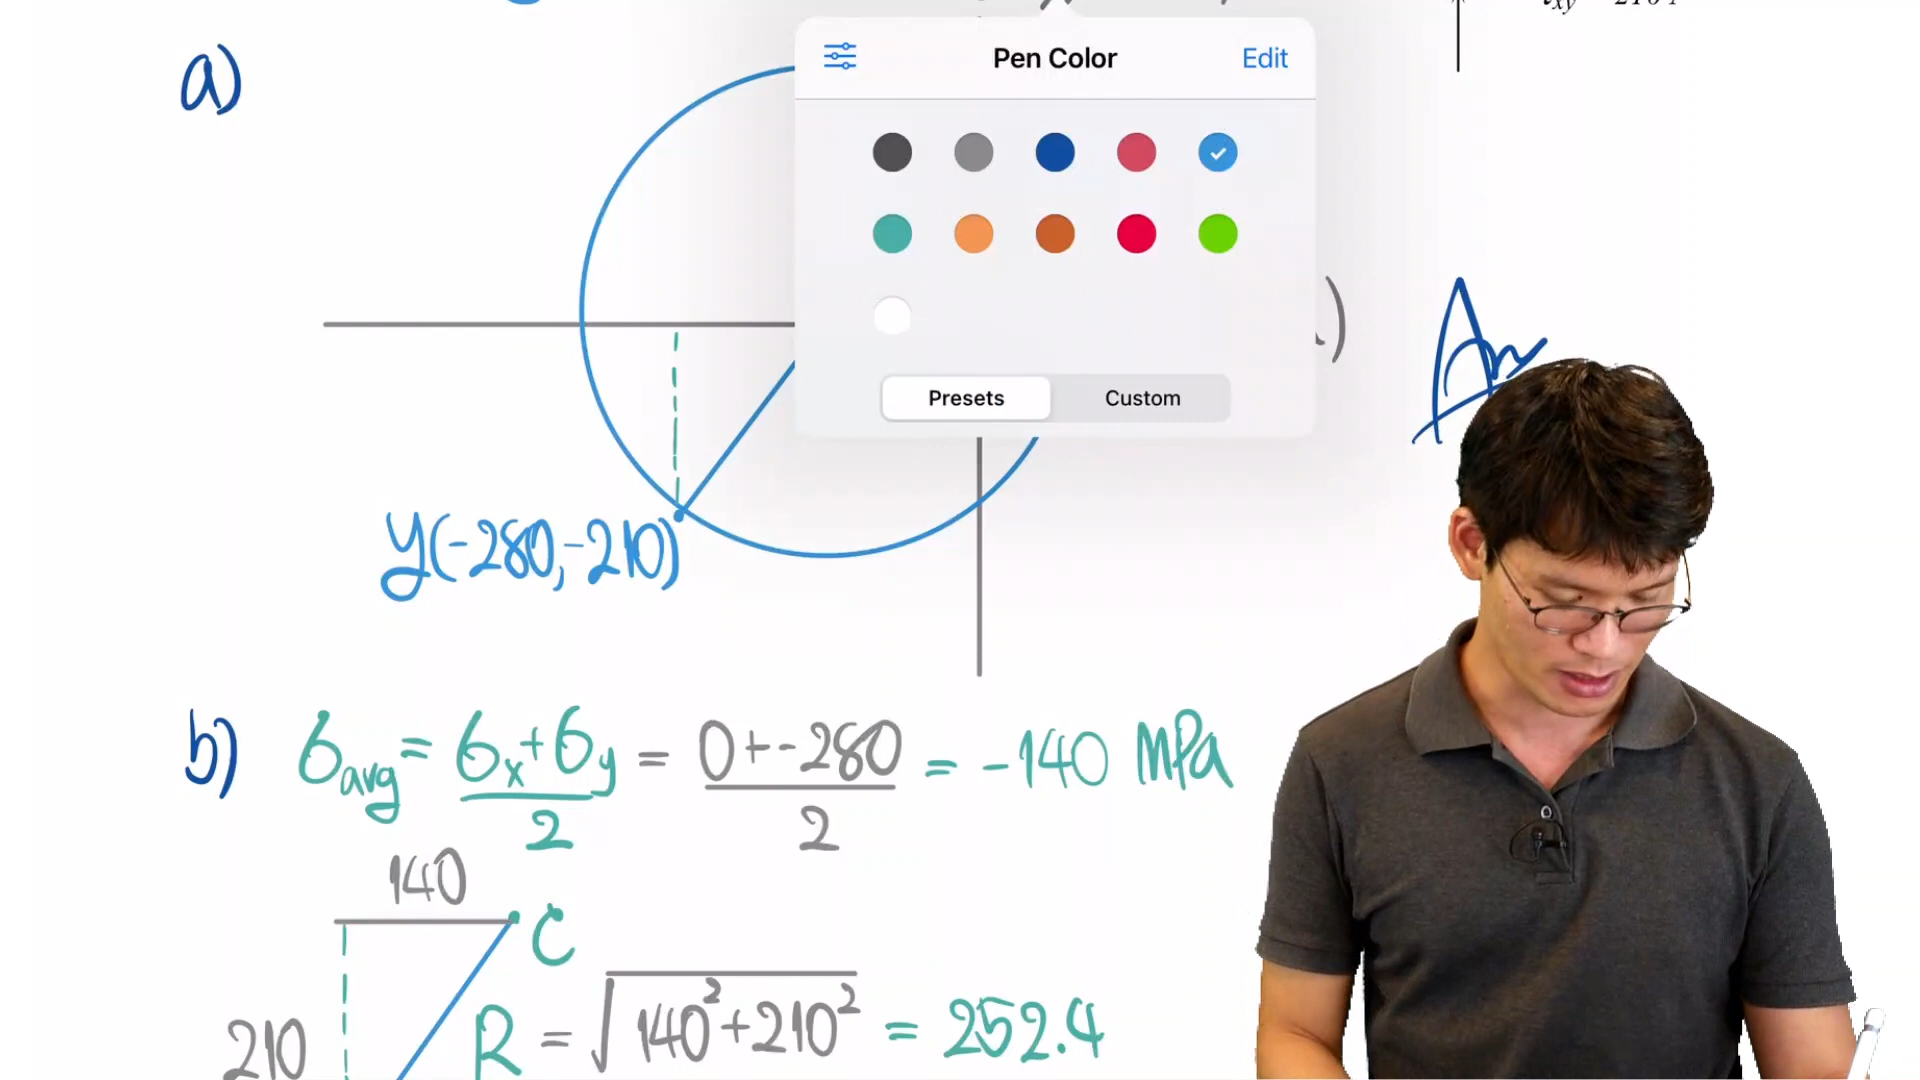 a)
Pen Color
Edit
)
Presets
Custom
Ans
y(-280,-210)
b) σavg = σx+σy / 2 = 0+-280 / 2 = -140 MPa
140
C
210
R = √140²+210² = 252.4